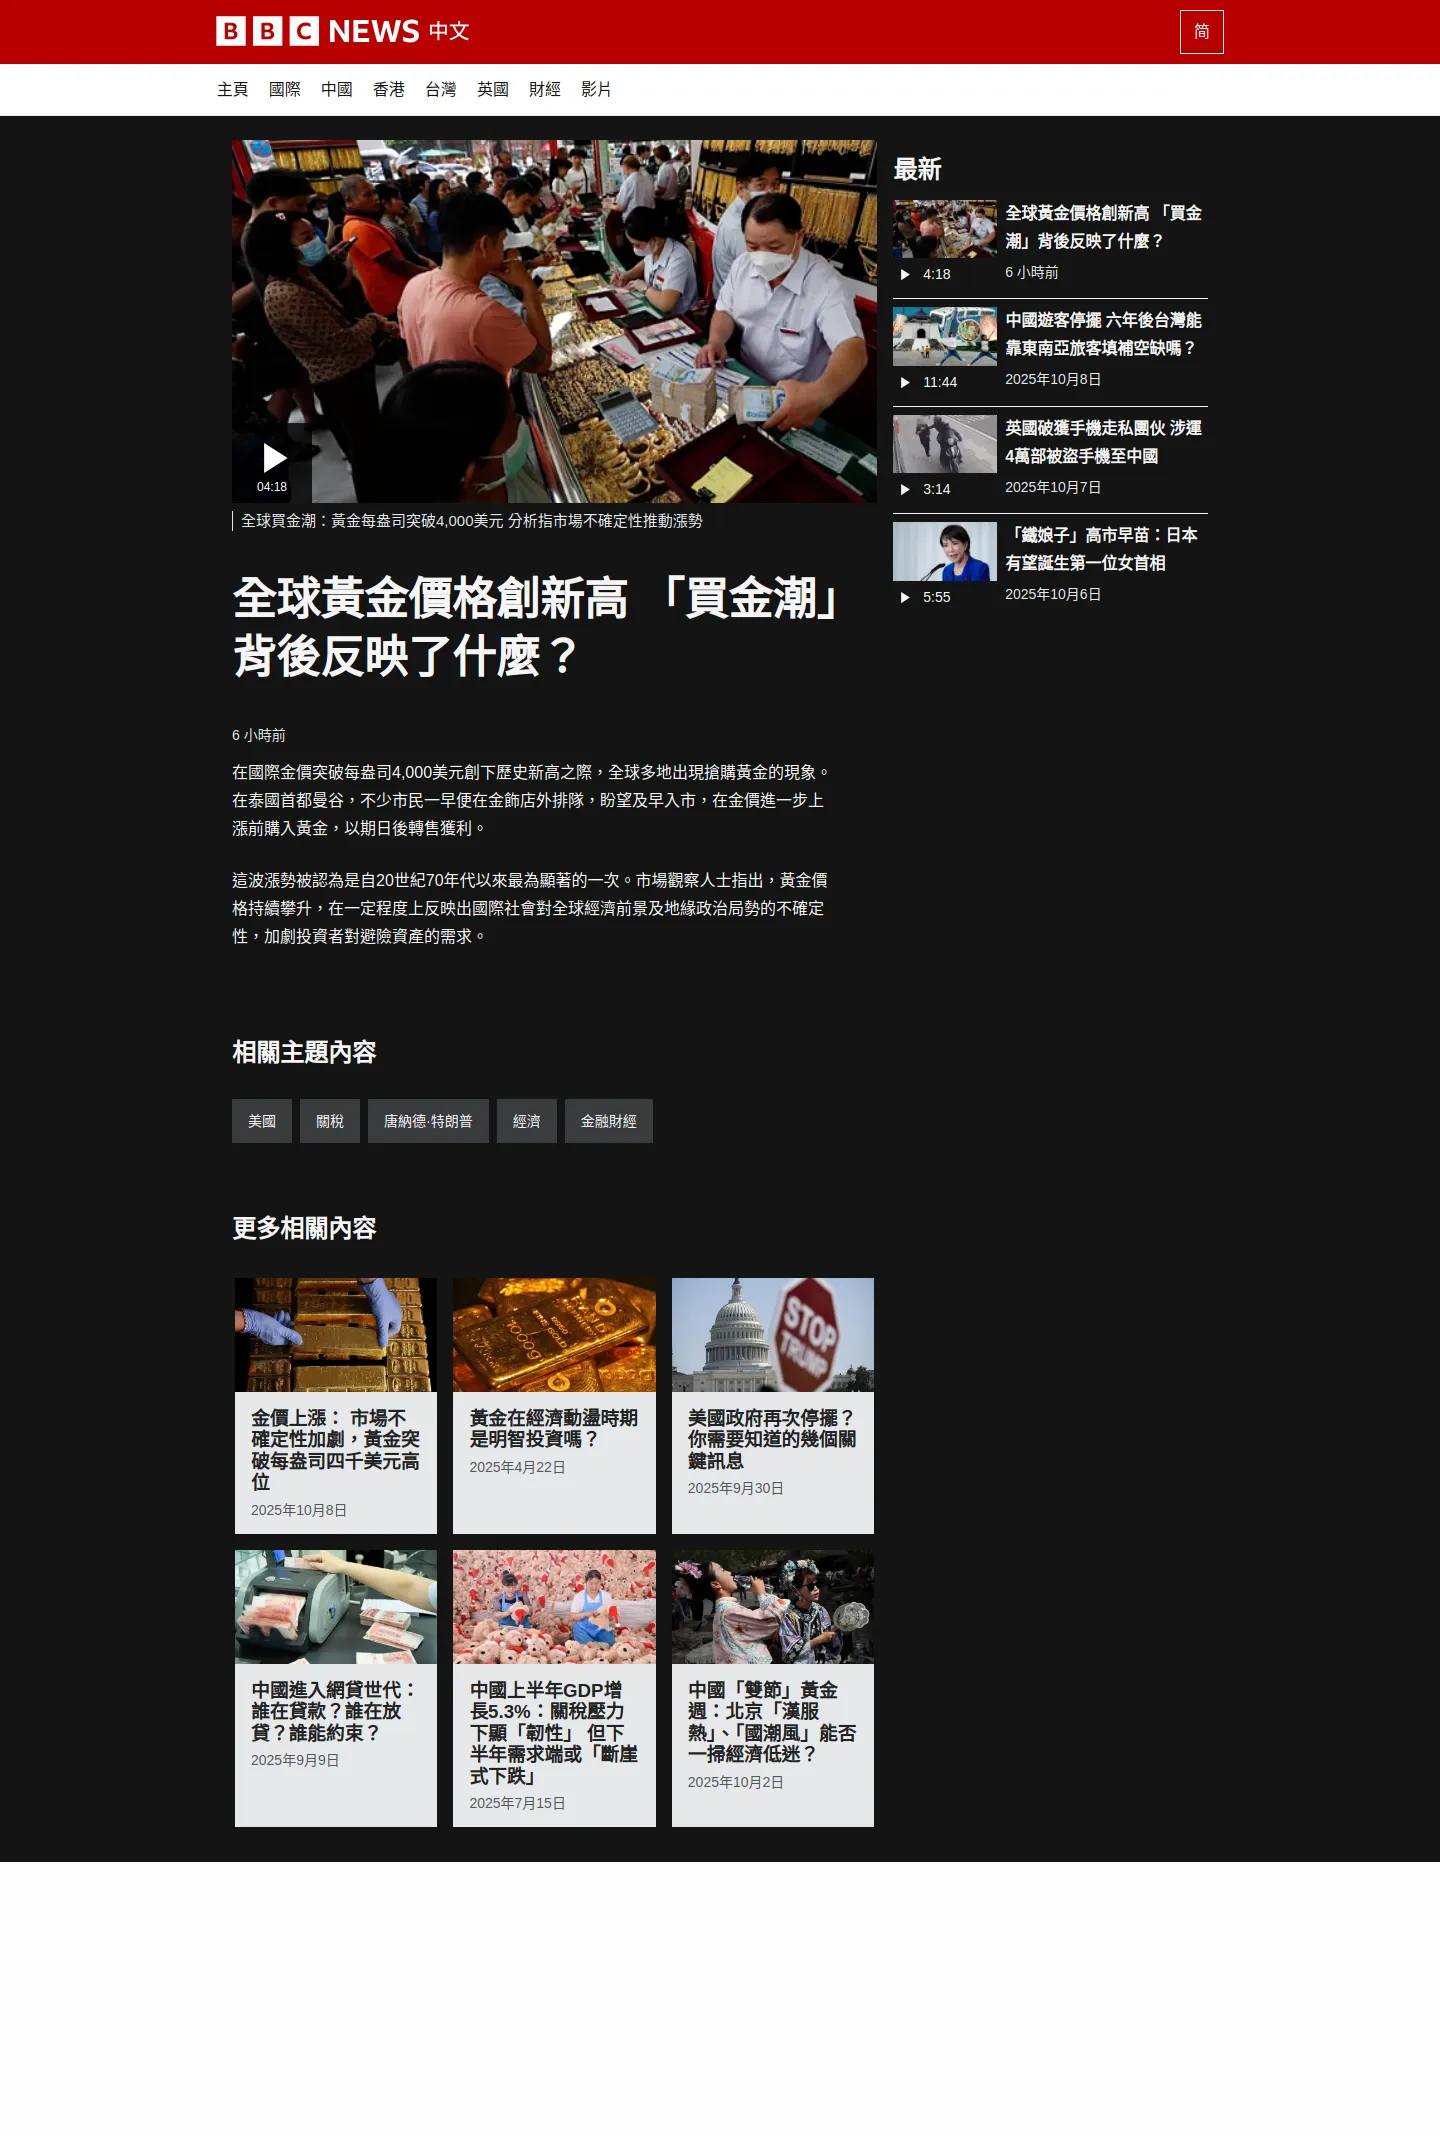 BBC NEWS 中文
简
主頁 國際 中國 香港 台灣 英國 財經 影片
04:18
全球買金潮：黃金每盎司突破4,000美元 分析指市場不確定性推動漲勢
全球黃金價格創新高 「買金潮」
背後反映了什麼？
6 小時前
在國際金價突破每盎司4,000美元創下歷史新高之際，全球多地出現搶購黃金的現象。
在泰國首都曼谷，不少市民一早便在金飾店外排隊，盼望及早入市，在金價進一步上
漲前購入黃金，以期日後轉售獲利。
這波漲勢被認為是自20世紀70年代以來最為顯著的一次。市場觀察人士指出，黃金價
格持續攀升，在一定程度上反映出國際社會對全球經濟前景及地緣政治局勢的不確定
性，加劇投資者對避險資產的需求。
最新
全球黃金價格創新高 「買金
潮」背後反映了什麼？
4:18
6 小時前
中國遊客停擺 六年後台灣能
靠東南亞旅客填補空缺嗎？
11:44
2025年10月8日
英國破獲手機走私團伙 涉運
4萬部被盜手機至中國
3:14
2025年10月7日
「鐵娘子」高市早苗：日本
有望誕生第一位女首相
5:55
2025年10月6日
相關主題內容
美國 關稅 唐納德·特朗普 經濟 金融財經
更多相關內容
金價上漲： 市場不
確定性加劇，黃金突
破每盎司四千美元高
位
2025年10月8日
1000g
黃金在經濟動盪時期
是明智投資嗎？
2025年4月22日
STOP
TRUMP
美國政府再次停擺？
你需要知道的幾個關
鍵訊息
2025年9月30日
中國進入網貸世代：
誰在貸款？誰在放
貸？誰能約束？
2025年9月9日
中國上半年GDP增
長5.3%：關稅壓力
下顯「韌性」 但下
半年需求端或「斷崖
式下跌」
2025年7月15日
中國「雙節」黃金
週：北京「漢服
熱」、「國潮風」能否
一掃經濟低迷？
2025年10月2日